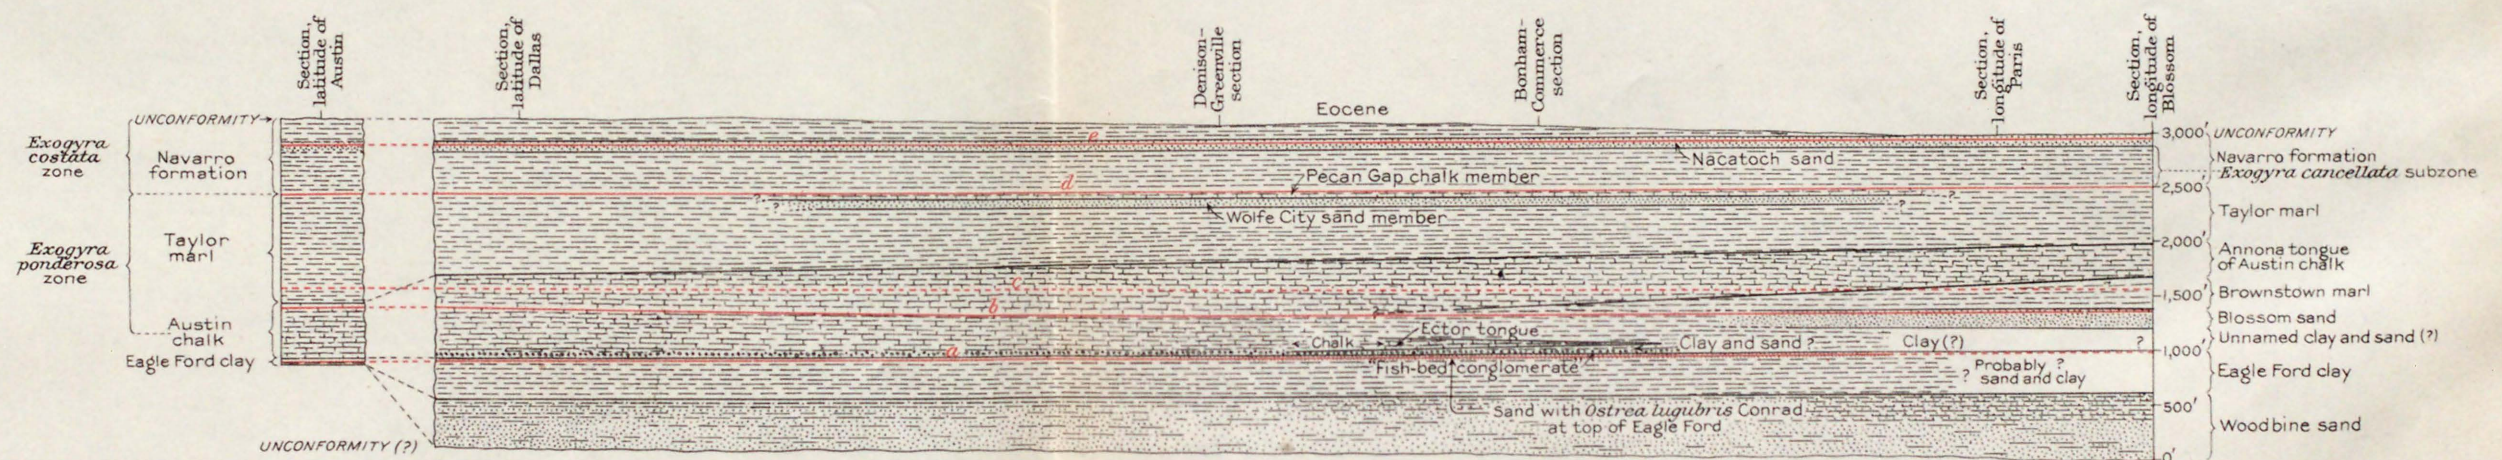 Section,
latitude of
Austin
Section,
latitude of
Dallas
Denison–
Greenville
section
Bonham–
Commerce
section
Section,
longitude of
Paris
Section,
longitude of
Blossom
Eocene
UNCONFORMITY
Exogyra
costata
zone
Navarro
formation
Exogyra
ponderosa
zone
Taylor
marl
Austin
chalk
Eagle Ford clay
UNCONFORMITY (?)
e
Nacatoch sand
d
Pecan Gap chalk member
?
?
?
?
Wolfe City sand member
c
b
?
Ector tongue
Chalk
Clay and sand ?
Clay (?)
?
a
"Fish-bed conglomerate"
? Probably ?
sand and clay
Sand with Ostrea lugubris Conrad
at top of Eagle Ford
3,000'
2,500'
2,000'
1,500'
1,000'
500'
0'
UNCONFORMITY
Navarro formation
Exogyra cancellata subzone
Taylor marl
Annona tongue
of Austin chalk
Brownstown marl
Blossom sand
Unnamed clay and sand (?)
Eagle Ford clay
Woodbine sand